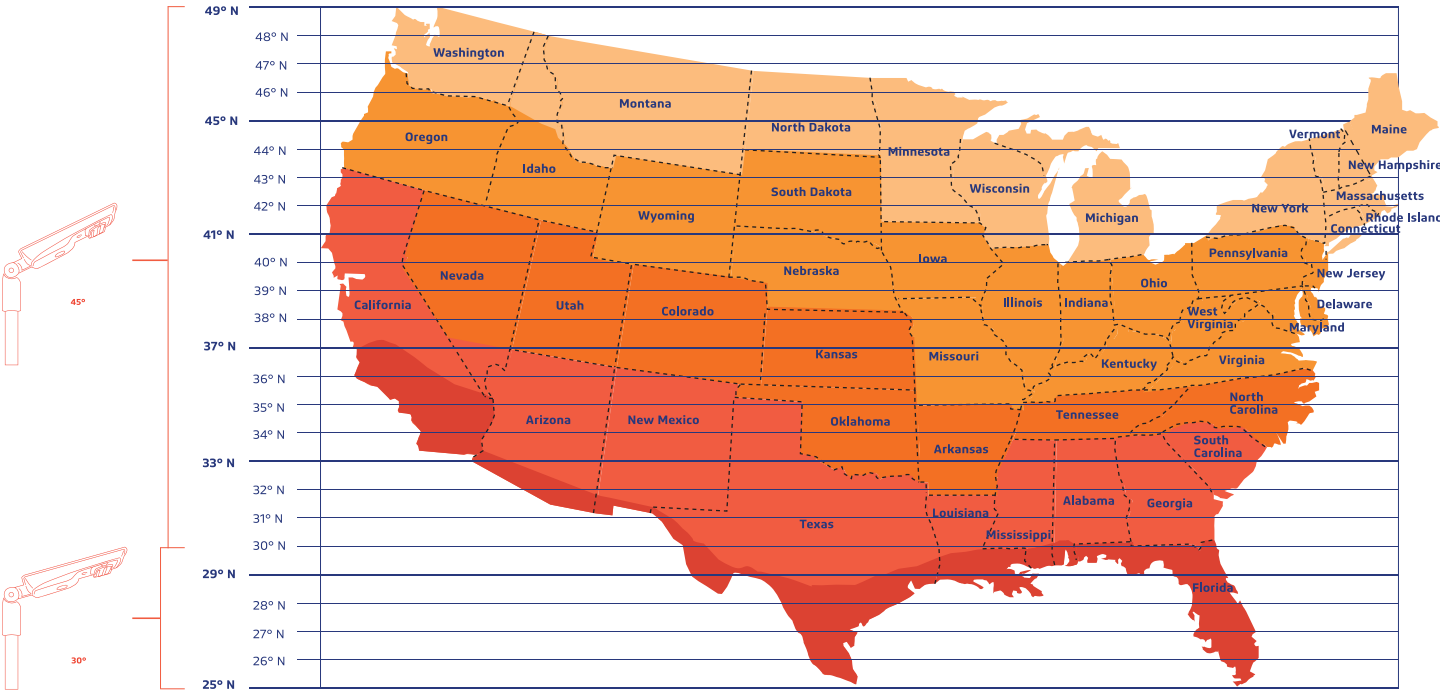 49° N
48° N
47° N
46° N
45° N
44° N
43° N
42° N
41° N
40° N
39° N
38° N
37° N
36° N
35° N
34° N
33° N
32° N
31° N
30° N
29° N
28° N
27° N
26° N
25° N
45°
30°
Washington
Montana
North Dakota
Minnesota
Oregon
Idaho
Wyoming
South Dakota
Wisconsin
Michigan
New York
Vermont
Maine
New Hampshire
Massachusetts
Rhode Island
Connecticut
Nevada
Utah
Colorado
Nebraska
Iowa
Illinois
Indiana
Ohio
Pennsylvania
New Jersey
Delaware
Maryland
West
Virginia
Virginia
California
Kansas
Missouri
Kentucky
Arizona
New Mexico
Oklahoma
Arkansas
Tennessee
North
Carolina
South
Carolina
Texas
Louisiana
Mississippi
Alabama
Georgia
Florida